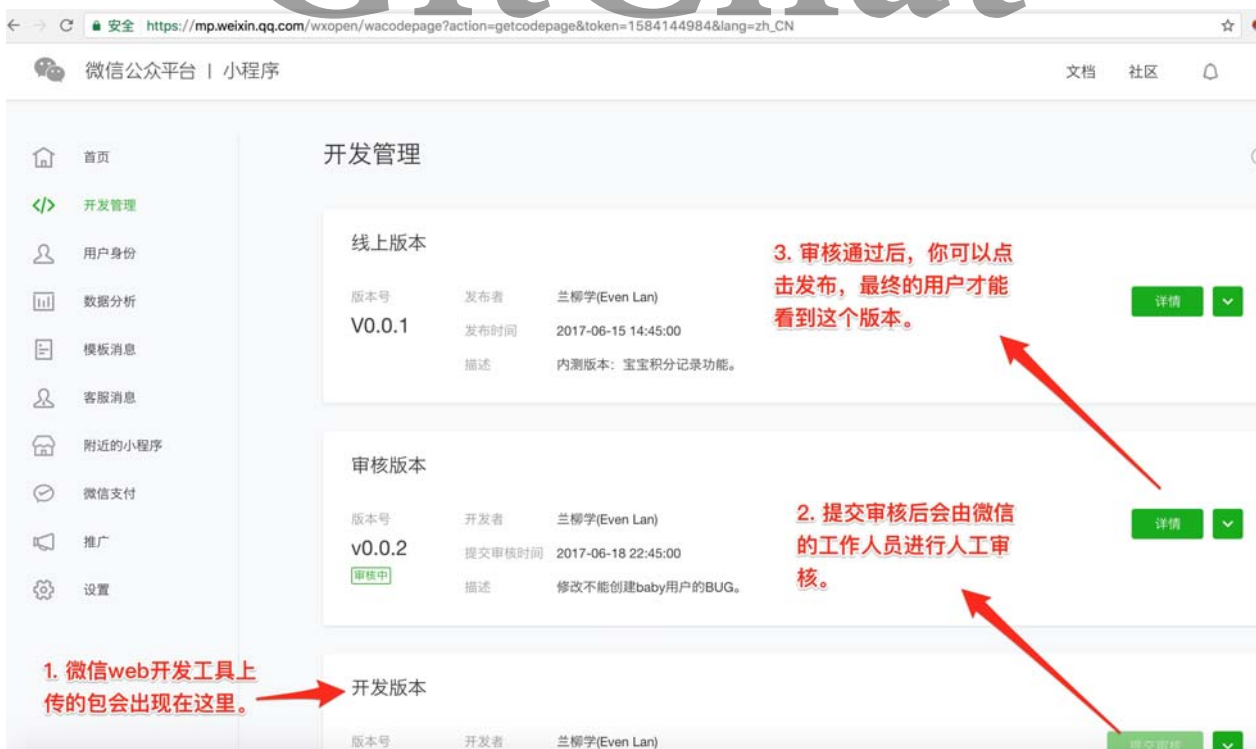 GitChat
安全 https://mp.weixin.qq.com/wxopen/wacodepage?action=getcodepage&token=1584144984&lang=zh_CN
微信公众平台 | 小程序
文档 社区
首页
开发管理
用户身份
数据分析
模板消息
客服消息
附近的小程序
微信支付
推广
设置
开发管理
线上版本
版本号 发布者 兰柳学(Even Lan)
V0.0.1 发布时间 2017-06-15 14:45:00
描述 内测版本：宝宝积分记录功能。
详情
3. 审核通过后，你可以点
击发布，最终的用户才能
看到这个版本。
审核版本
版本号 开发者 兰柳学(Even Lan)
v0.0.2 提交审核时间 2017-06-18 22:45:00
审核中
描述 修改不能创建baby用户的BUG。
详情
2. 提交审核后会由微信
的工作人员进行人工审
核。
1. 微信web开发工具上
传的包会出现在这里。
开发版本
版本号 开发者 兰柳学(Even Lan)
提交审核